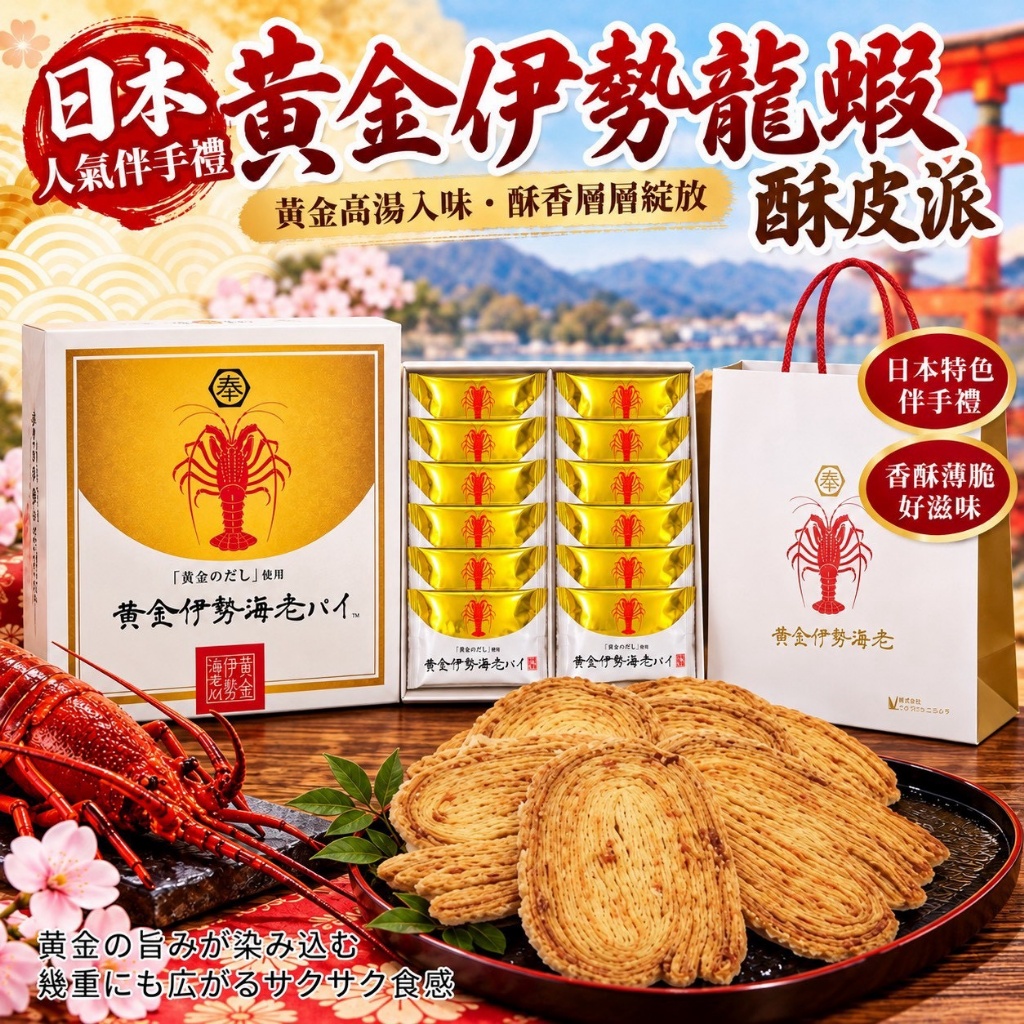 日本
人氣伴手禮
黃金伊勢龍蝦
酥皮派
黃金高湯入味・酥香層層綻放
日本特色
伴手禮
香酥薄脆
好滋味
奉
「黄金のだし」使用
黄金伊勢海老パイ™
黄金
伊勢
海老パイ
「黄金のだし」使用
黄金伊勢海老パイ
「黄金のだし」使用
黄金伊勢海老パイ
奉
黄金伊勢海老
株式会社
黄金の旨みが染み込む
幾重にも広がるサクサク食感